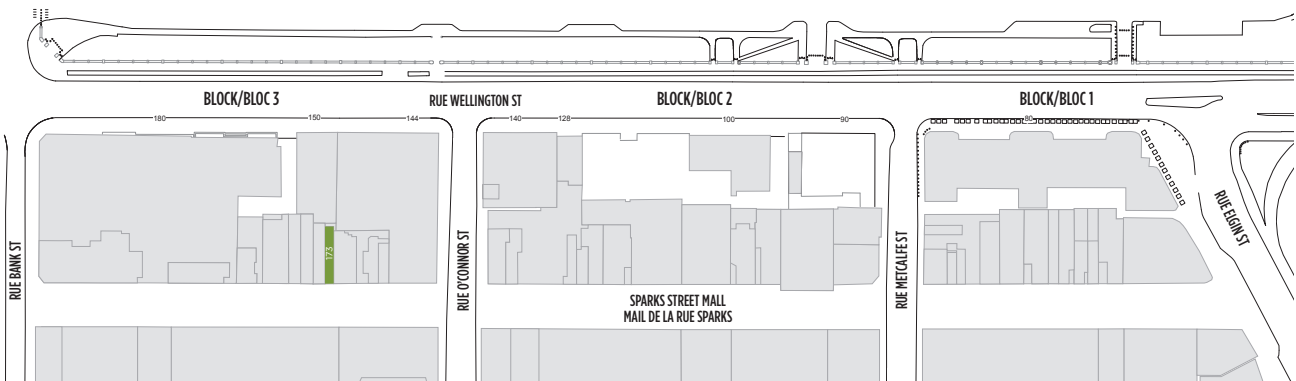 BLOCK/BLOC 3
RUE WELLINGTON ST
BLOCK/BLOC 2
BLOCK/BLOC 1
180
150
144
140
128
100
90
80
RUE BANK ST
173
RUE O'CONNOR ST
SPARKS STREET MALL
MAIL DE LA RUE SPARKS
RUE METCALFE ST
RUE ELGIN ST